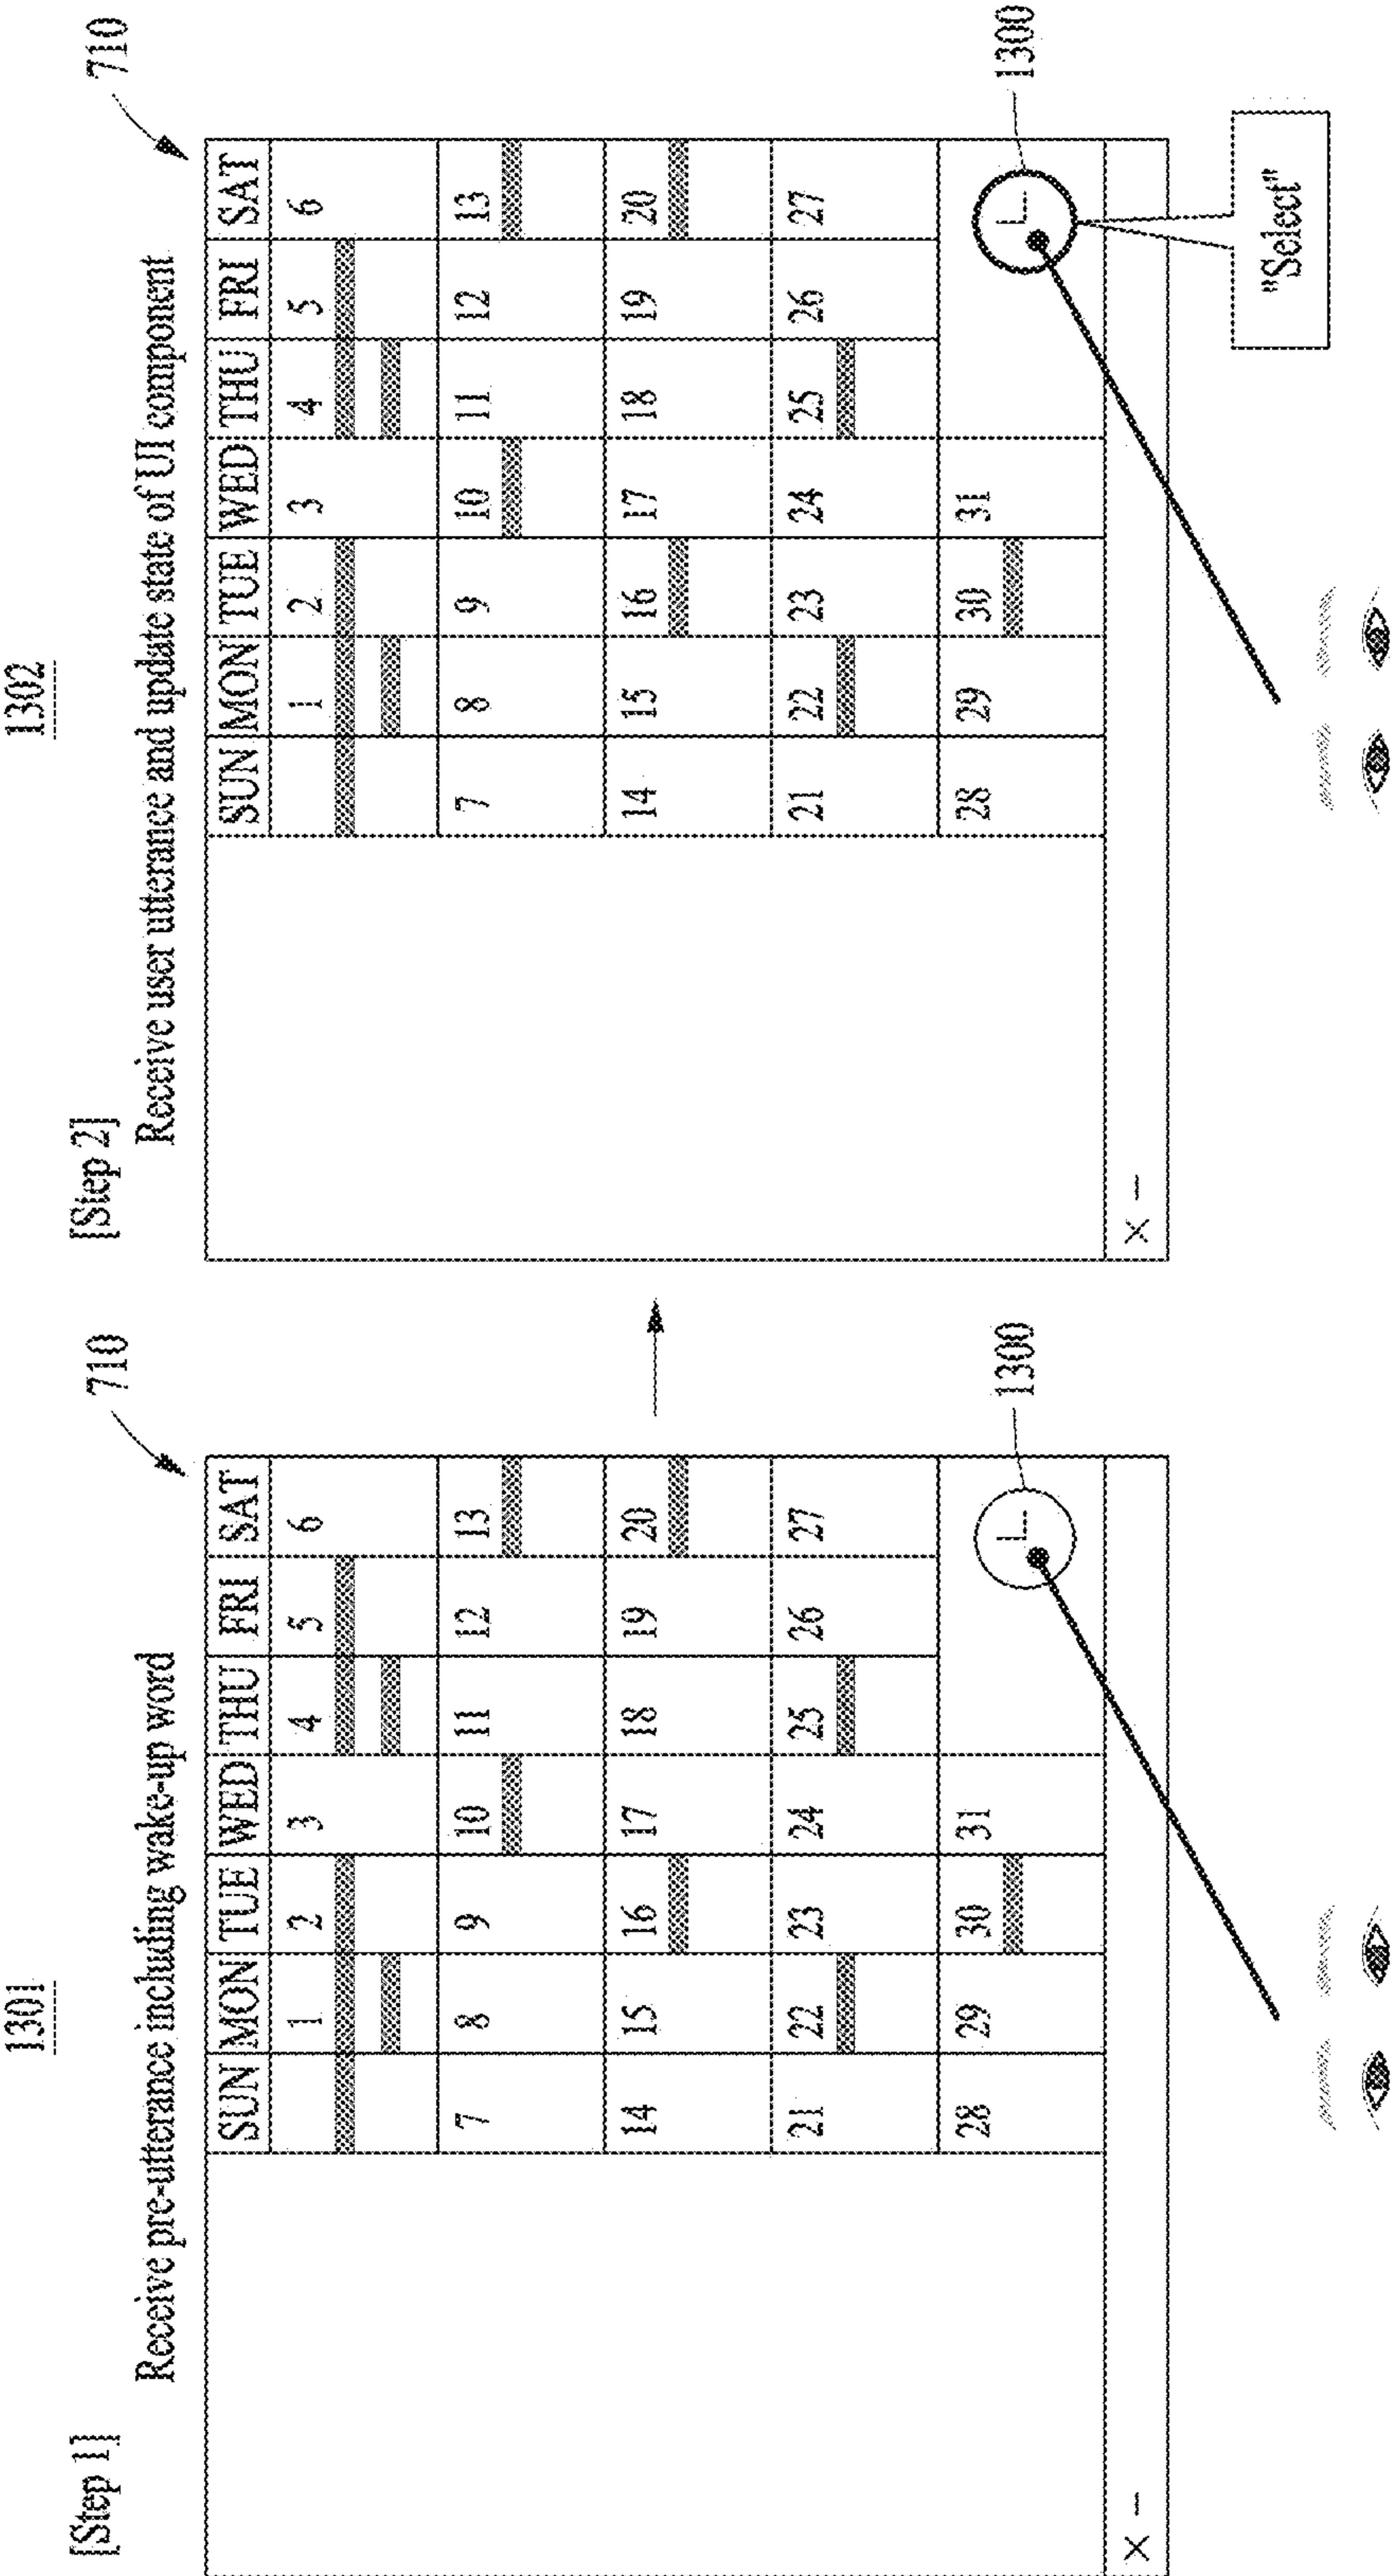 1301
[Step 1]
Receive pre-utterance including wake-up word
710
SUN MON TUE WED THU FRI SAT
1 2 3 4 5 6
7 8 9 10 11 12 13
14 15 16 17 18 19 20
21 22 23 24 25 26 27
28 29 30 31
1300
X –
1302
[Step 2]
Receive user utterance and update state of UI component
710
SUN MON TUE WED THU FRI SAT
1 2 3 4 5 6
7 8 9 10 11 12 13
14 15 16 17 18 19 20
21 22 23 24 25 26 27
28 29 30 31
1300
X –
"Select"